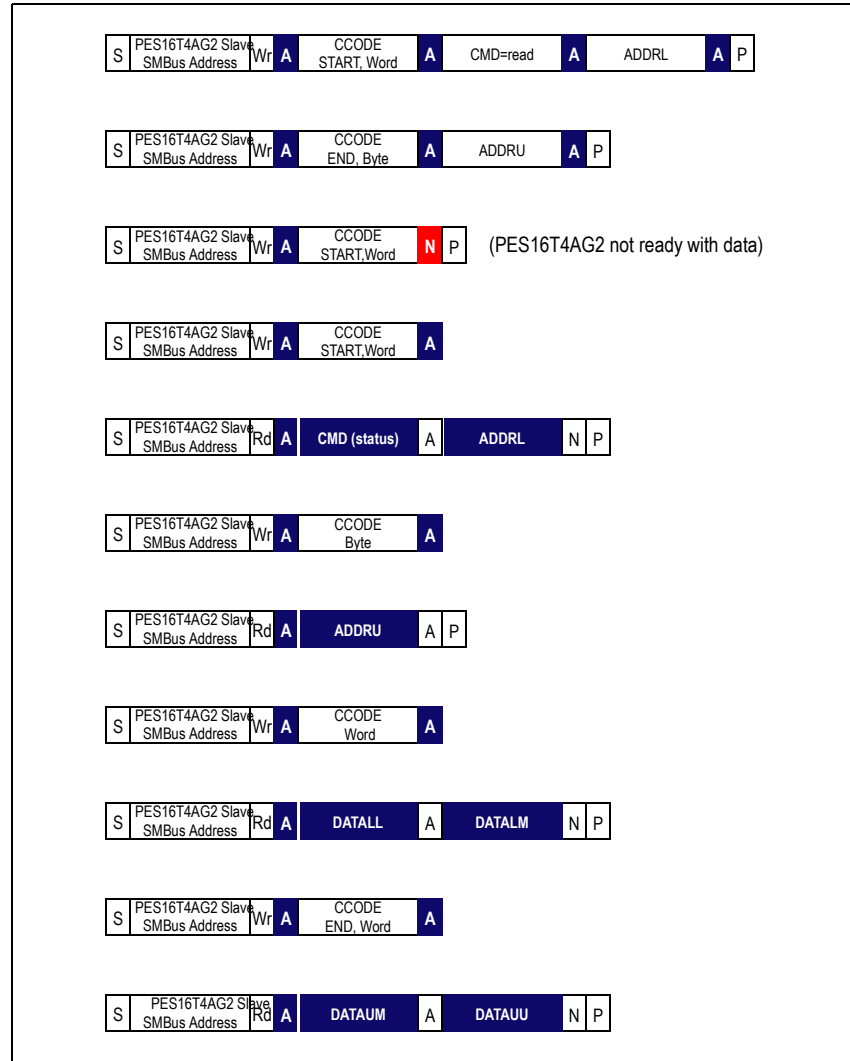 S PES16T4AG2 Slave SMBus Address Wr A CCODE START, Word A CMD=read A ADDRL A P
S PES16T4AG2 Slave SMBus Address Wr A CCODE END, Byte A ADDRU A P
S PES16T4AG2 Slave SMBus Address Wr A CCODE START,Word N P (PES16T4AG2 not ready with data)
S PES16T4AG2 Slave SMBus Address Wr A CCODE START,Word A
S PES16T4AG2 Slave SMBus Address Rd A CMD (status) A ADDRL N P
S PES16T4AG2 Slave SMBus Address Wr A CCODE Byte A
S PES16T4AG2 Slave SMBus Address Rd A ADDRU A P
S PES16T4AG2 Slave SMBus Address Wr A CCODE Word A
S PES16T4AG2 Slave SMBus Address Rd A DATALL A DATALM N P
S PES16T4AG2 Slave SMBus Address Wr A CCODE END, Word A
S PES16T4AG2 Slave SMBus Address Rd A DATAUM A DATAUU N P